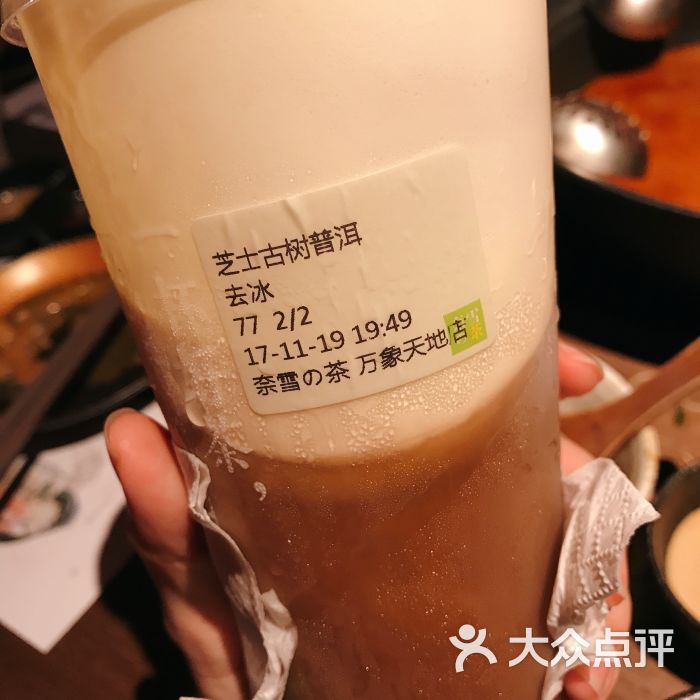 芝士古树普洱
去冰
77 2/2
17-11-19 19:49
奈雪の茶 万象天地店
茶,
大众点评